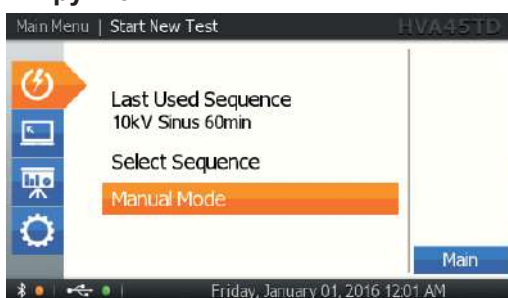 Main Menu | Start New Test
HVA45TD
Last Used Sequence
10kV Sinus 60min
Select Sequence
Manual Mode
Main
Friday, January 01, 2016 12:01 AM